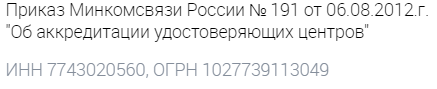 Приказ Минкомсвязи России № 191 от 06.08.2012.г.
"Об аккредитации удостоверяющих центров"
ИНН 7743020560, ОГРН 1027739113049